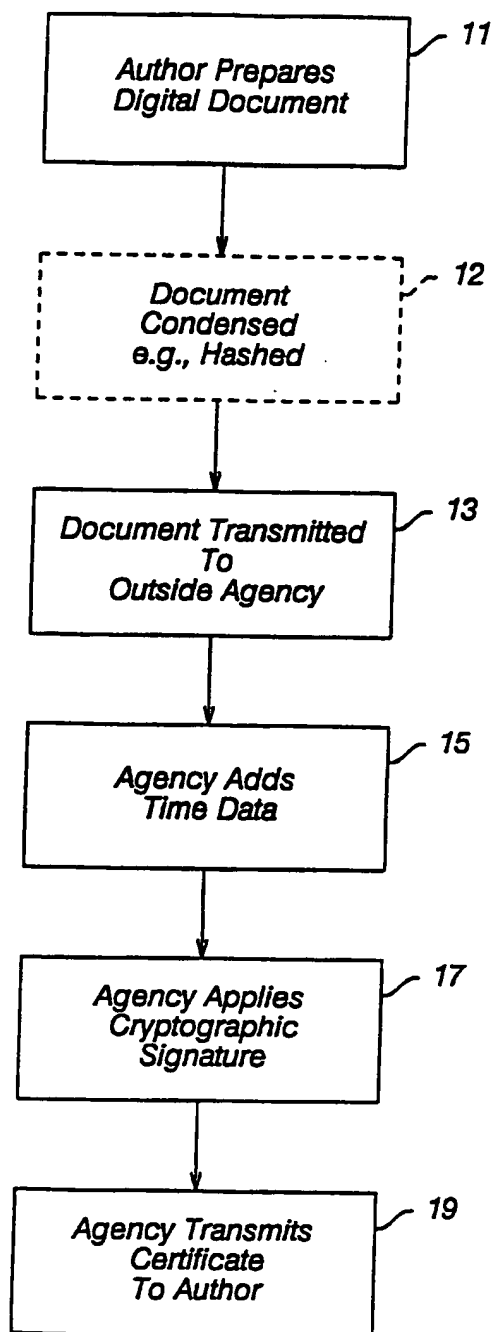 11
Author Prepares
Digital Document
12
Document
Condensed
e.g., Hashed
13
Document Transmitted
To
Outside Agency
15
Agency Adds
Time Data
17
Agency Applies
Cryptographic
Signature
19
Agency Transmits
Certificate
To Author